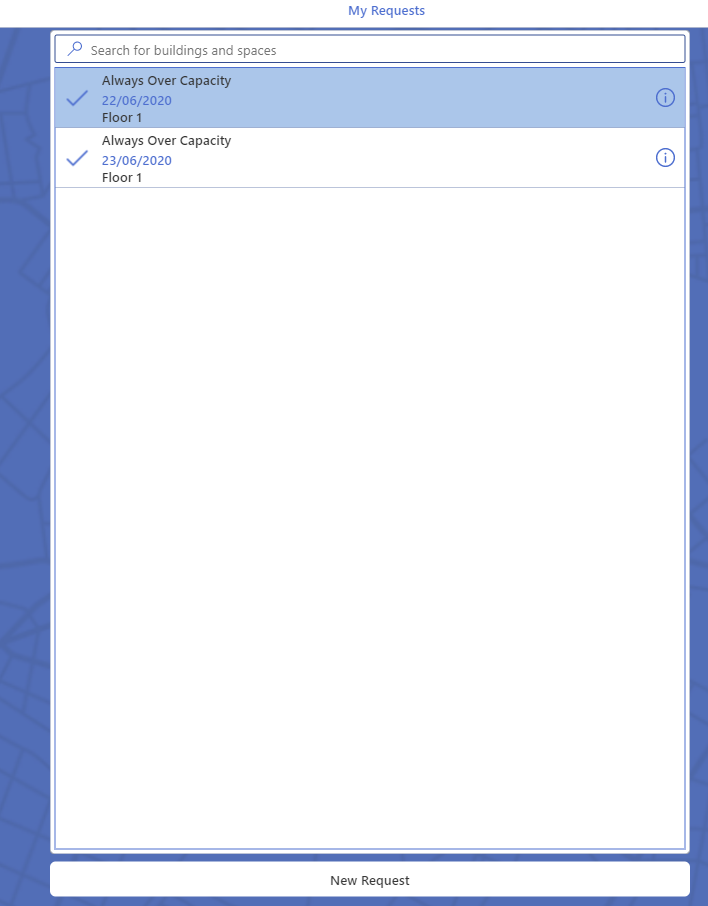 My Requests
Search for buildings and spaces
Always Over Capacity
22/06/2020
Floor 1
Always Over Capacity
23/06/2020
Floor 1
New Request